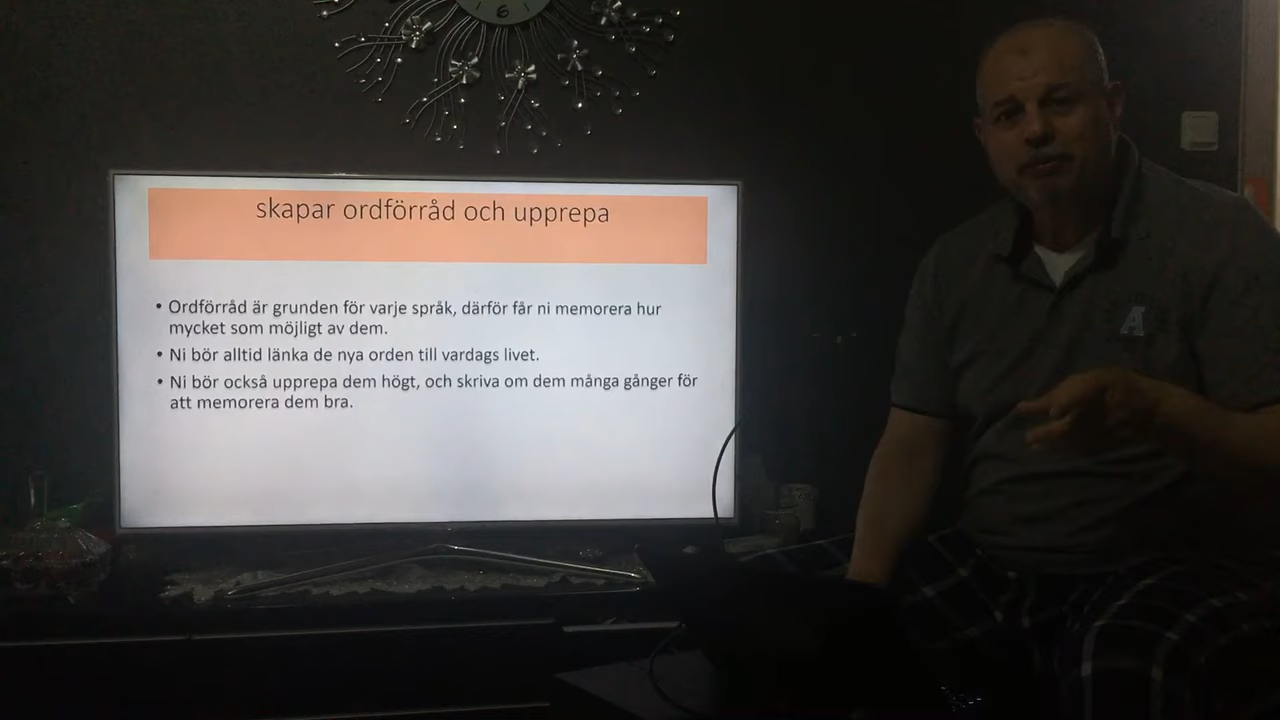 6
skapar ordförråd och upprepa
• Ordförråd är grunden för varje språk, därför får ni memorera hur
mycket som möjligt av dem.
• Ni bör alltid länka de nya orden till vardags livet.
• Ni bör också upprepa dem högt, och skriva om dem många gånger för
att memorera dem bra.
A